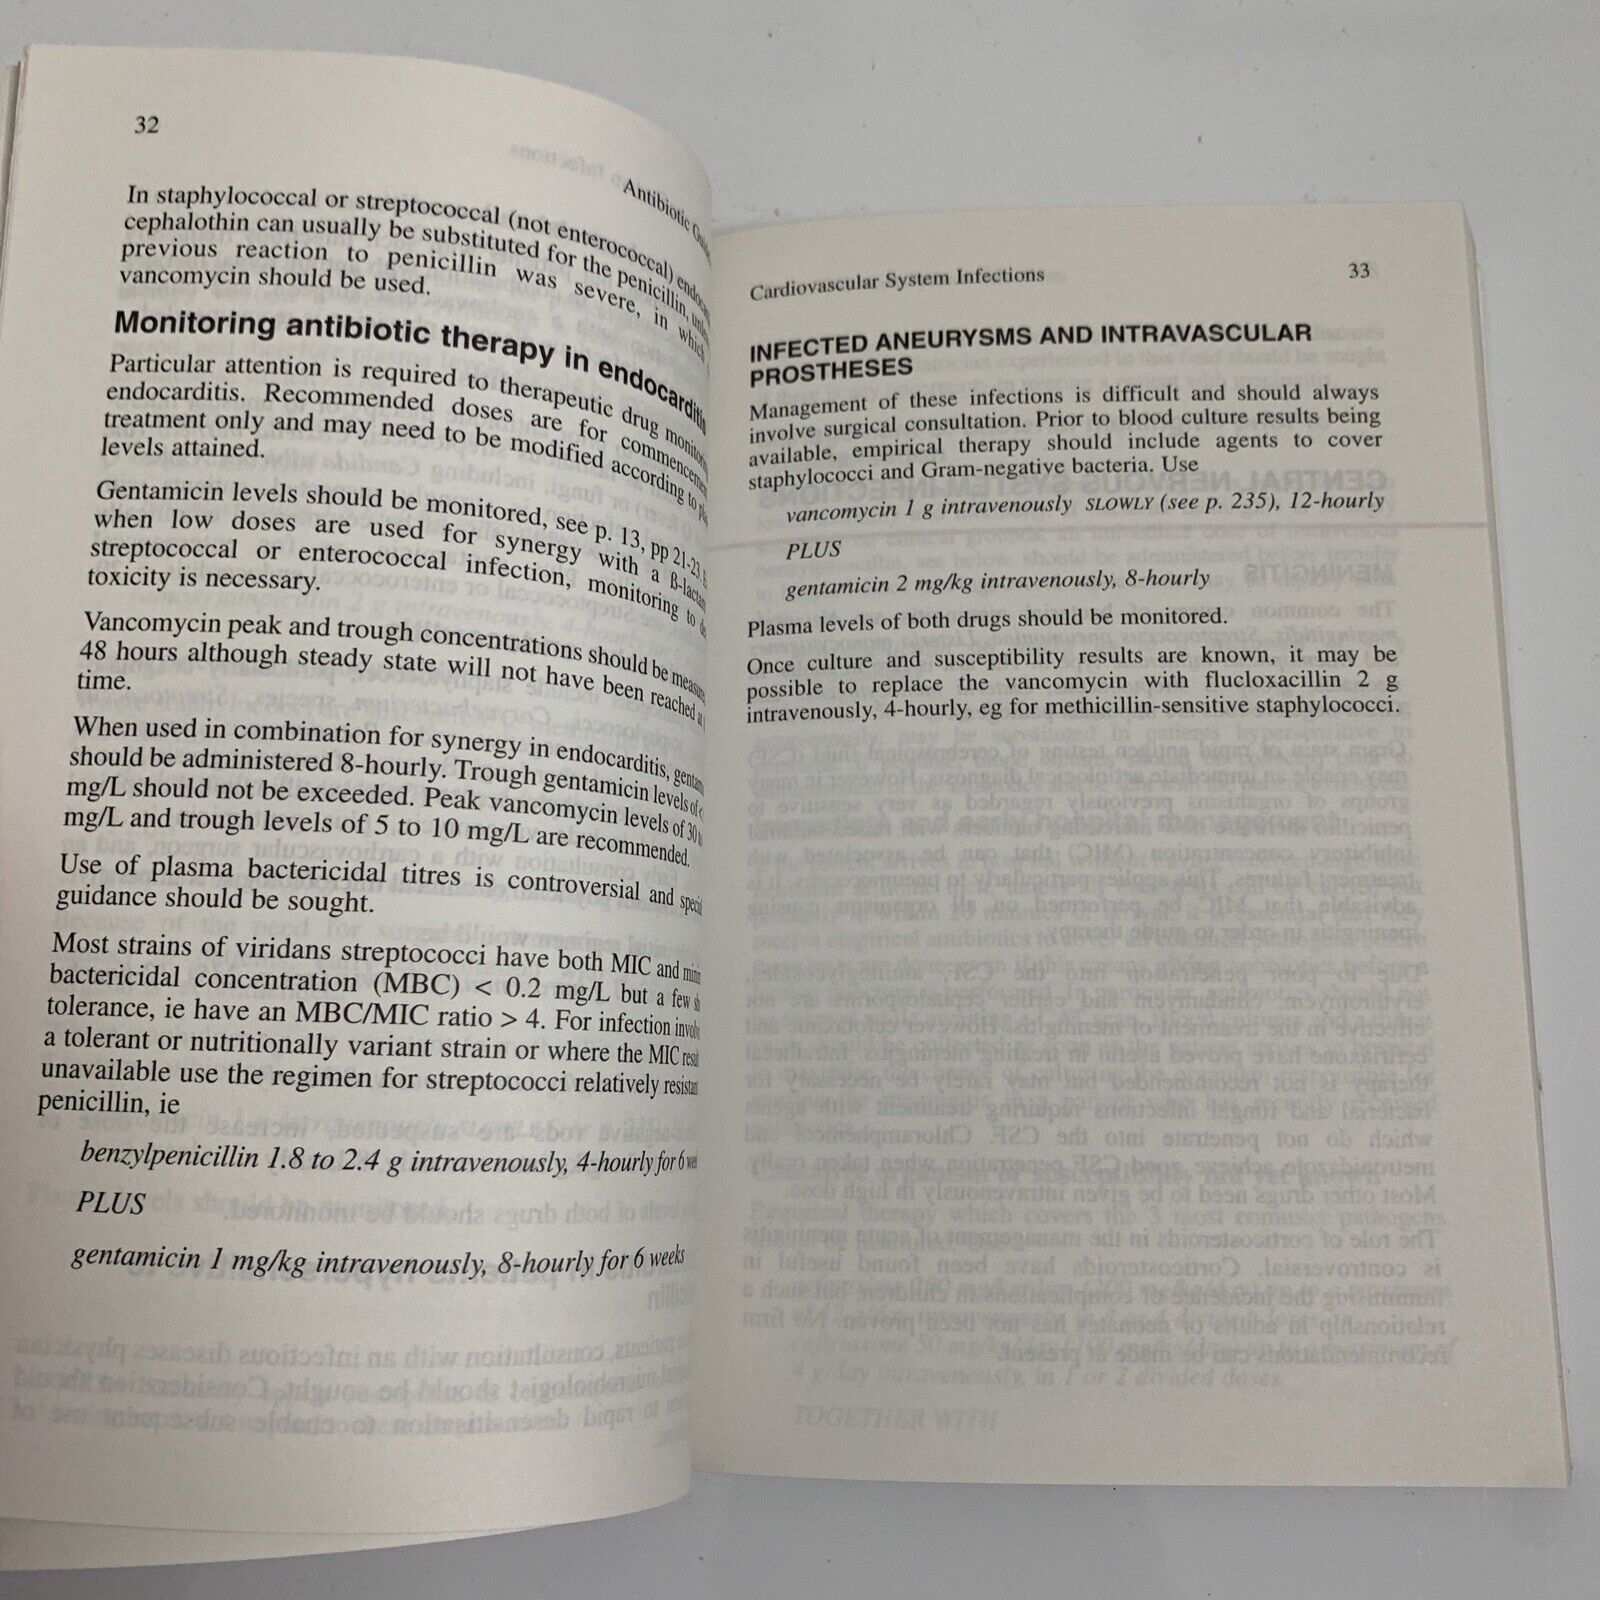 32
Antibiotic
In staphylococcal or streptococcal (not enterococcal)
cephalothin can usually be substituted for the penicillin,
previous reaction to penicillin was severe, in which
vancomycin should be used.
Monitoring antibiotic therapy in endocarditis
Particular attention is required to therapeutic drug
endocarditis. Recommended doses are for commencement
treatment only and may need to be modified according to
levels attained.
Gentamicin levels should be monitored, see p. 13, pp 21-23
when low doses are used for synergy with a ß-lactam
streptococcal or enterococcal infection, monitoring to
toxicity is necessary.
Vancomycin peak and trough concentrations should be
48 hours although steady state will not have been reached
time.
When used in combination for synergy in endocarditis,
should be administered 8-hourly. Trough gentamicin levels of
mg/L should not be exceeded. Peak vancomycin levels of 30
mg/L and trough levels of 5 to 10 mg/L are recommended.
Use of plasma bactericidal titres is controversial and
guidance should be sought.
Most strains of viridans streptococci have both MIC and
bactericidal concentration (MBC) < 0.2 mg/L but a few
tolerance, ie have an MBC/MIC ratio > 4. For infection
a tolerant or nutritionally variant strain or where the MIC
unavailable use the regimen for streptococci relatively
penicillin, ie
benzylpenicillin 1.8 to 2.4 g intravenously, 4-hourly for 6
PLUS
gentamicin 1 mg/kg intravenously, 8-hourly for 6 weeks
Cardiovascular System Infections 33
INFECTED ANEURYSMS AND INTRAVASCULAR
PROSTHESES
Management of these infections is difficult and should always
involve surgical consultation. Prior to blood culture results being
available, empirical therapy should include agents to cover
staphylococci and Gram-negative bacteria. Use
vancomycin 1 g intravenously SLOWLY (see p. 235), 12-hourly
PLUS
gentamicin 2 mg/kg intravenously, 8-hourly
Plasma levels of both drugs should be monitored.
Once culture and susceptibility results are known, it may be
possible to replace the vancomycin with flucloxacillin 2 g
intravenously, 4-hourly, eg for methicillin-sensitive staphylococci.